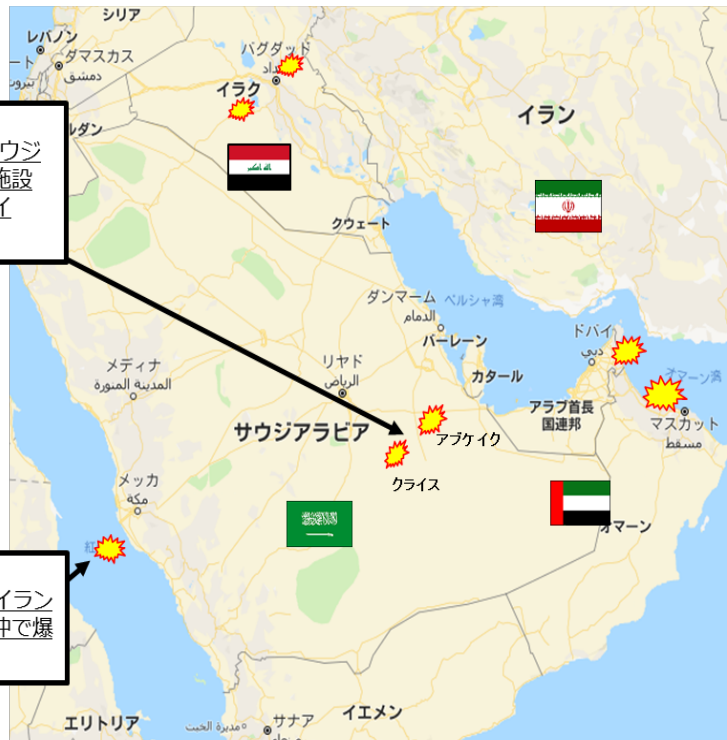 シリア
レバノン
ダマスカス
دمشق
بيروت
バグダッド
イラク
イラン
ルダン
ウジ
施設
イ
クウェート
ダンマーム
الدمام
ペルシャ湾
バーレーン
カタール
ドバイ
دبي
オマーン湾
アラブ首長
国連邦
マスカット
مسقط
メディナ
المدينة المنورة
リヤド
الرياض
サウジアラビア
アブケイク
クライス
メッカ
مكة
オマーン
紅
イラン
沖で爆
エリトリア
مديرة الخبت
サナア
イエメン